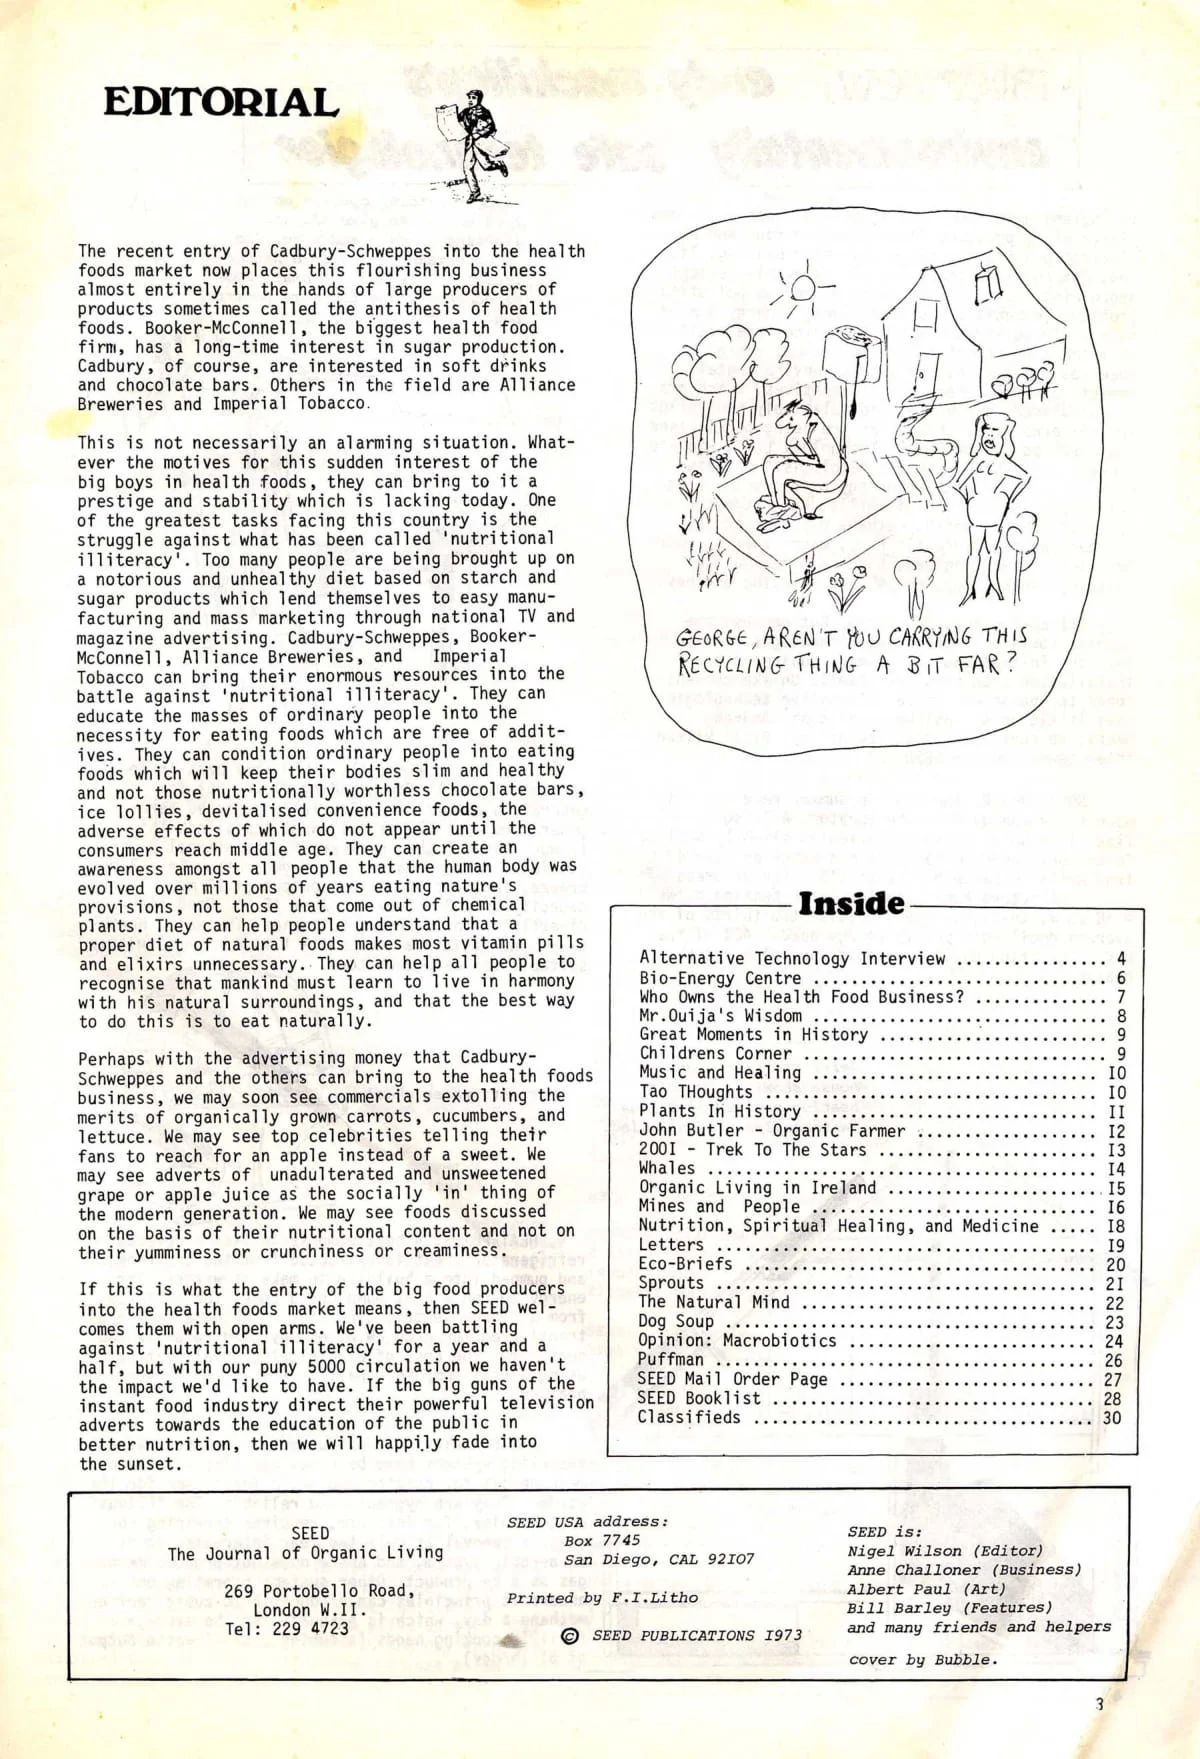 EDITORIAL
The recent entry of Cadbury-Schweppes into the health
foods market now places this flourishing business
almost entirely in the hands of large producers of
products sometimes called the antithesis of health
foods. Booker-McConnell, the biggest health food
firm, has a long-time interest in sugar production.
Cadbury, of course, are interested in soft drinks
and chocolate bars. Others in the field are Alliance
Breweries and Imperial Tobacco.
This is not necessarily an alarming situation. What-
ever the motives for this sudden interest of the
big boys in health foods, they can bring to it a
prestige and stability which is lacking today. One
of the greatest tasks facing this country is the
struggle against what has been called 'nutritional
illiteracy'. Too many people are being brought up on
a notorious and unhealthy diet based on starch and
sugar products which lend themselves to easy manu-
facturing and mass marketing through national TV and
magazine advertising. Cadbury-Schweppes, Booker-
McConnell, Alliance Breweries, and Imperial
Tobacco can bring their enormous resources into the
battle against 'nutritional illiteracy'. They can
educate the masses of ordinary people into the
necessity for eating foods which are free of addit-
ives. They can condition ordinary people into eating
foods which will keep their bodies slim and healthy
and not those nutritionally worthless chocolate bars,
ice lollies, devitalised convenience foods, the
adverse effects of which do not appear until the
consumers reach middle age. They can create an
awareness amongst all people that the human body was
evolved over millions of years eating nature's
provisions, not those that come out of chemical
plants. They can help people understand that a
proper diet of natural foods makes most vitamin pills
and elixirs unnecessary. They can help all people to
recognise that mankind must learn to live in harmony
with his natural surroundings, and that the best way
to do this is to eat naturally.
Perhaps with the advertising money that Cadbury-
Schweppes and the others can bring to the health foods
business, we may soon see commercials extolling the
merits of organically grown carrots, cucumbers, and
lettuce. We may see top celebrities telling their
fans to reach for an apple instead of a sweet. We
may see adverts of unadulterated and unsweetened
grape or apple juice as the socially 'in' thing of
the modern generation. We may see foods discussed
on the basis of their nutritional content and not on
their yumminess or crunchiness or creaminess.
If this is what the entry of the big food producers
into the health foods market means, then SEED wel-
comes them with open arms. We've been battling
against 'nutritional illiteracy' for a year and a
half, but with our puny 5000 circulation we haven't
the impact we'd like to have. If the big guns of the
instant food industry direct their powerful television
adverts towards the education of the public in
better nutrition, then we will happily fade into
the sunset.
GEORGE, AREN'T YOU CARRYING THIS
RECYCLING THING A BIT FAR?
Inside
Alternative Technology Interview ................ 4
Bio-Energy Centre ............................... 6
Who Owns the Health Food Business? .............. 7
Mr.Ouija's Wisdom ............................... 8
Great Moments in History ........................ 9
Childrens Corner ................................ 9
Music and Healing ............................... I0
Tao THoughts .................................... I0
Plants In History ............................... II
John Butler - Organic Farmer .................... I2
200I - Trek To The Stars ........................ I3
Whales .......................................... I4
Organic Living in Ireland ....................... I5
Mines and People ................................ I6
Nutrition, Spiritual Healing, and Medicine ..... I8
Letters ......................................... I9
Eco-Briefs ...................................... 20
Sprouts ......................................... 2I
The Natural Mind ................................ 22
Dog Soup ........................................ 23
Opinion: Macrobiotics ........................... 24
Puffman ......................................... 26
SEED Mail Order Page ............................ 27
SEED Booklist ................................... 28
Classifieds ..................................... 30
SEED
The Journal of Organic Living
269 Portobello Road,
London W.II.
Tel: 229 4723
SEED USA address:
Box 7745
San Diego, CAL 92I07
Printed by F.I.Litho
© SEED PUBLICATIONS I973
SEED is:
Nigel Wilson (Editor)
Anne Challoner (Business)
Albert Paul (Art)
Bill Barley (Features)
and many friends and helpers
cover by Bubble.
3